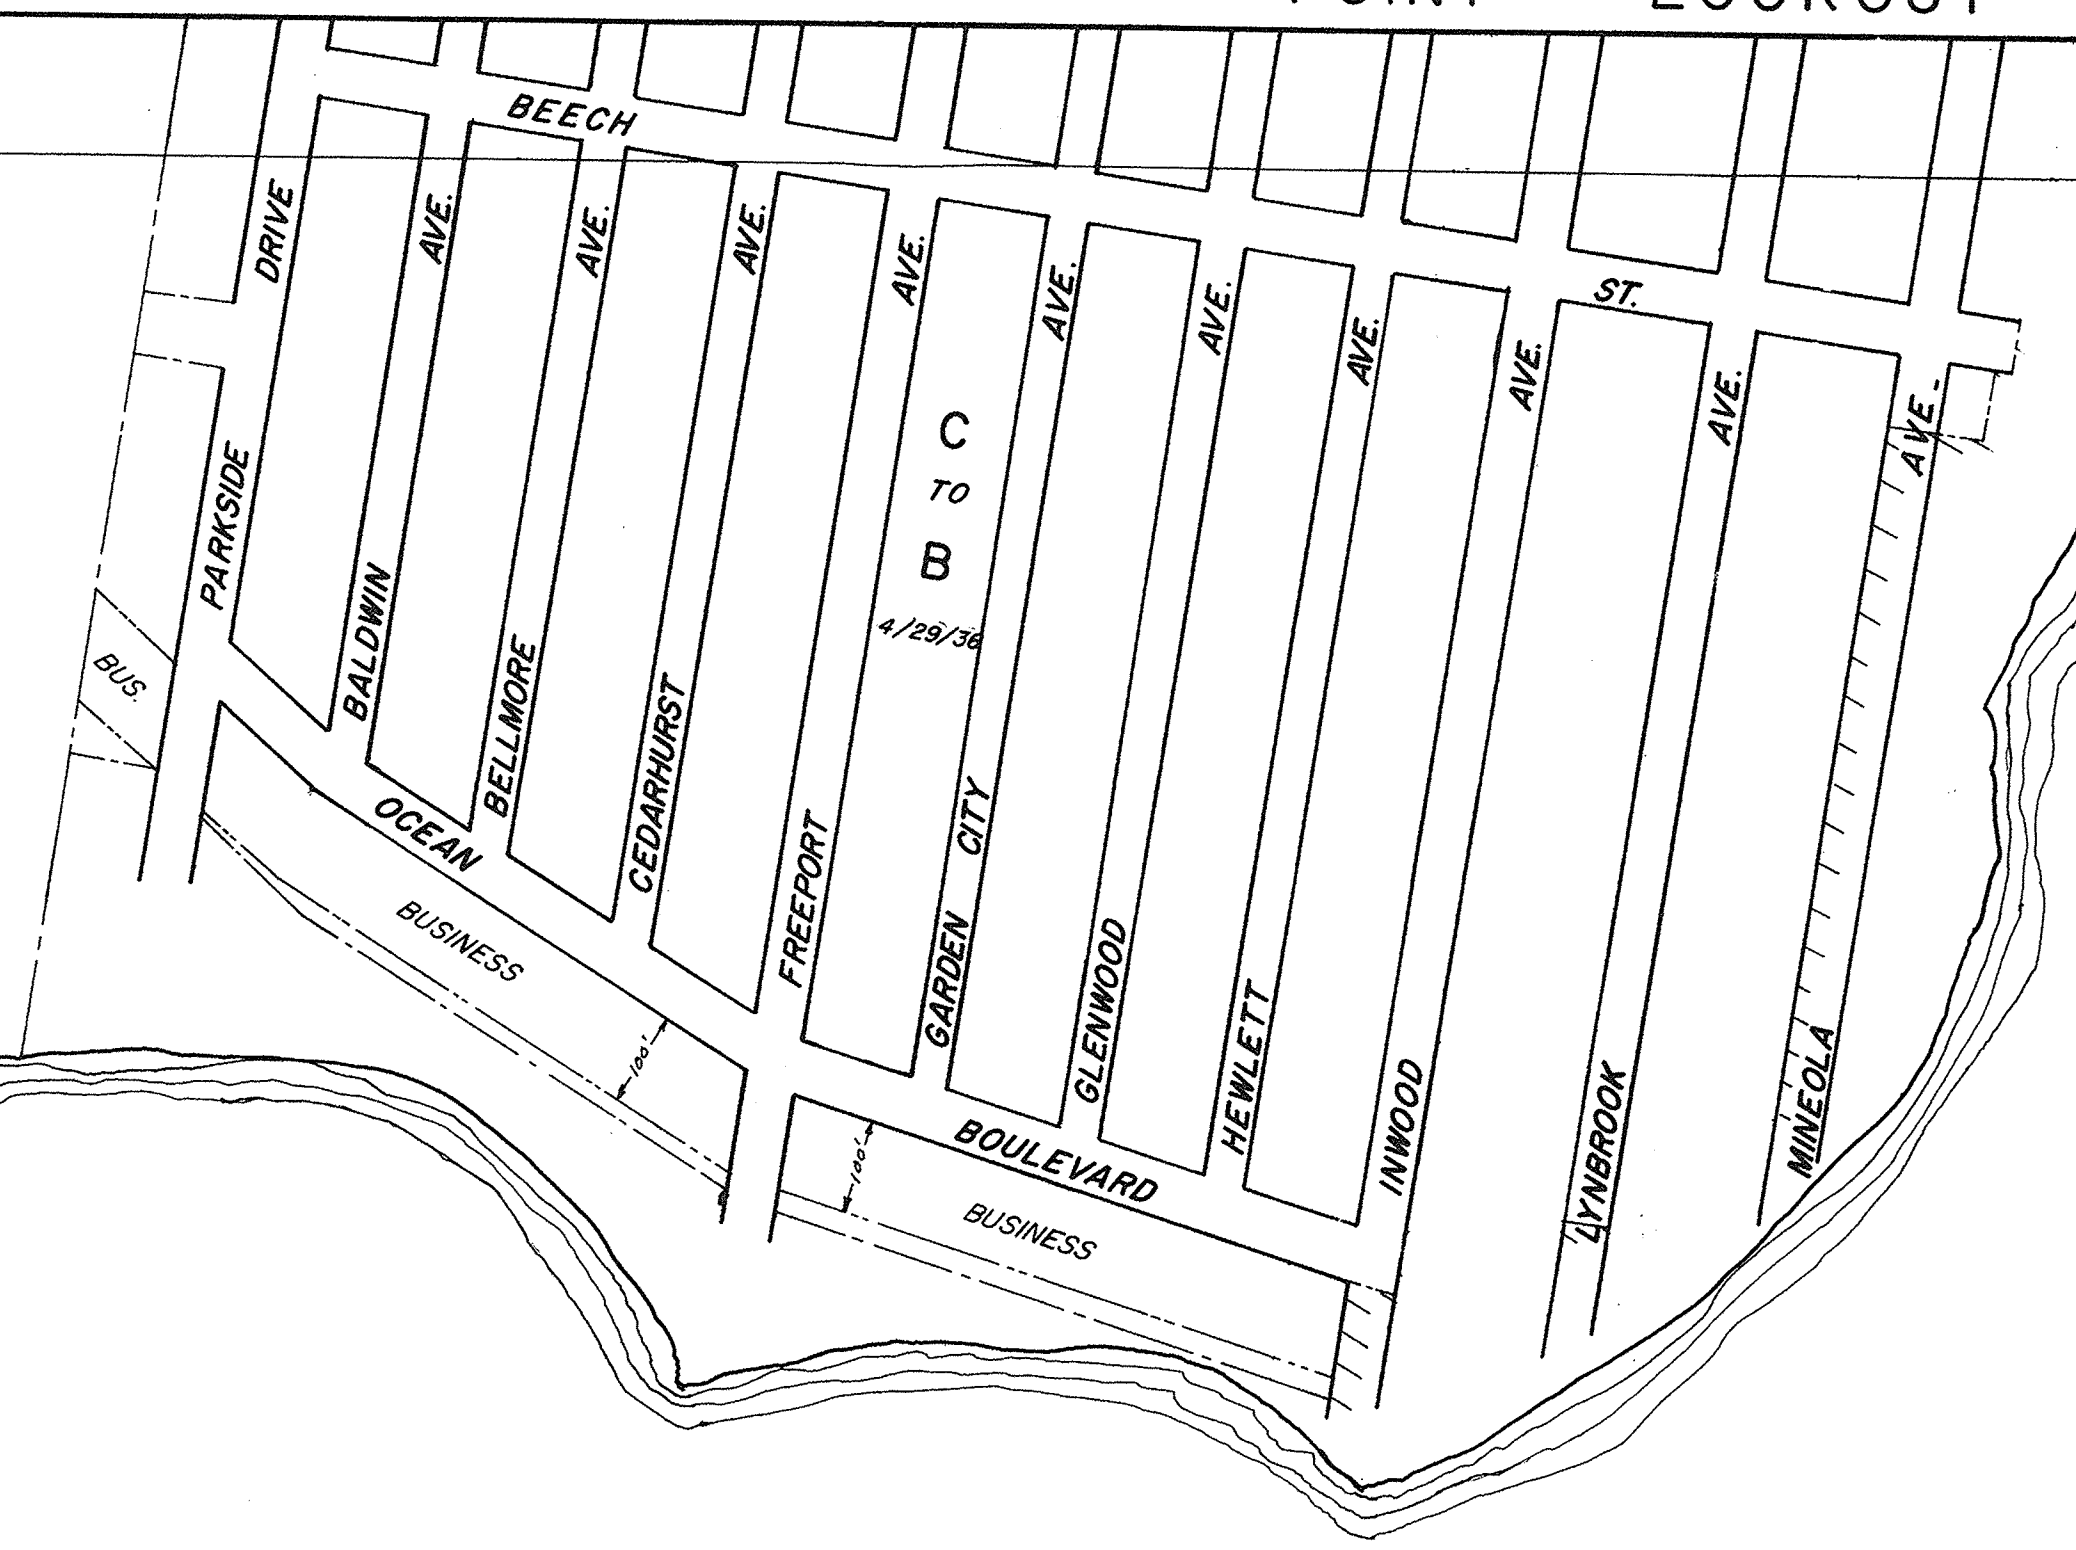 BEECH ST.
PARKSIDE DRIVE
BALDWIN AVE.
BELLMORE AVE.
CEDARHURST AVE.
FREEPORT AVE.
GARDEN CITY AVE.
GLENWOOD AVE.
HEWLETT AVE.
INWOOD AVE.
LYNBROOK AVE.
MINEOLA AVE.
C
TO
B
4/29/36
BUS.
OCEAN BOULEVARD
BUSINESS
100'
100'
BUSINESS